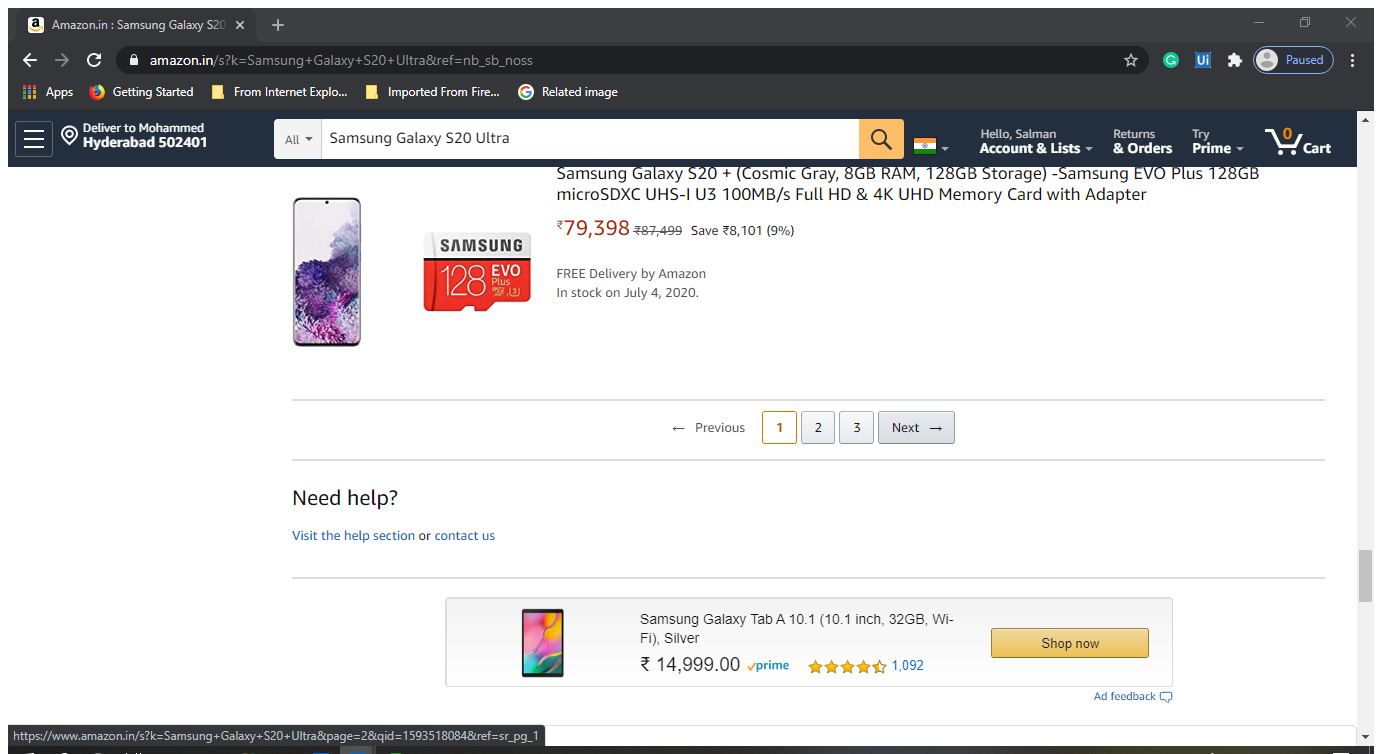 Amazon.in : Samsung Galaxy S20
amazon.in/s?k=Samsung+Galaxy+S20+Ultra&ref=nb_sb_noss
Ui
Paused
Apps
Getting Started
From Internet Explo...
Imported From Fire...
Related image
Deliver to Mohammed
Hyderabad 502401
All
Samsung Galaxy S20 Ultra
Hello, Salman
Account & Lists
Returns
& Orders
Try
Prime
0
Cart
Samsung Galaxy S20 + (Cosmic Gray, 8GB RAM, 128GB Storage) -Samsung EVO Plus 128GB
microSDXC UHS-I U3 100MB/s Full HD & 4K UHD Memory Card with Adapter
₹79,398 ₹87,499 Save ₹8,101 (9%)
FREE Delivery by Amazon
In stock on July 4, 2020.
SAMSUNG
128 EVO
Plus
← Previous 1 2 3 Next →
Need help?
Visit the help section or contact us
Samsung Galaxy Tab A 10.1 (10.1 inch, 32GB, Wi-
Fi), Silver
₹ 14,999.00 prime 1,092
Shop now
Ad feedback
https://www.amazon.in/s?k=Samsung+Galaxy+S20+Ultra&page=2&qid=1593518084&ref=sr_pg_1